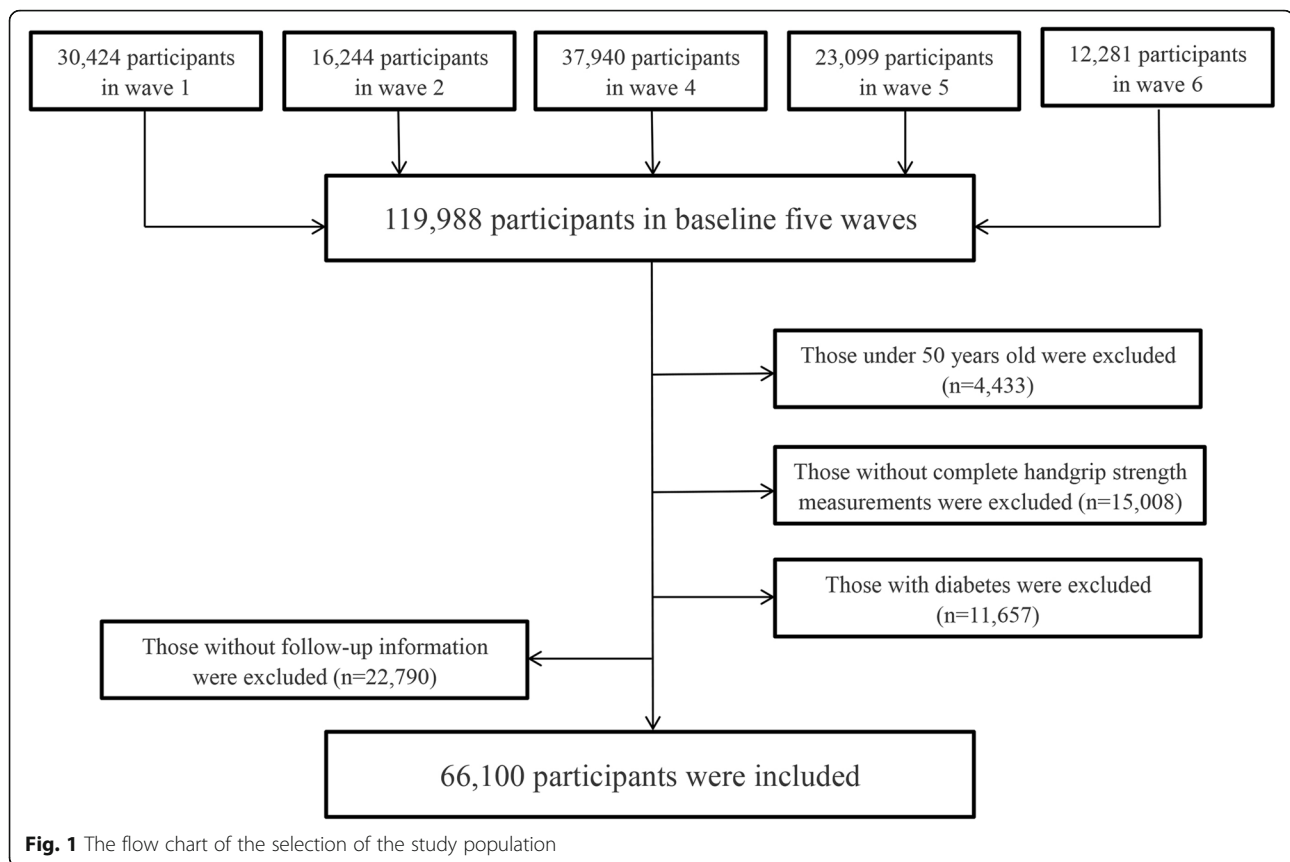 30,424 participants
in wave 1
16,244 participants
in wave 2
37,940 participants
in wave 4
23,099 participants
in wave 5
12,281 participants
in wave 6
119,988 participants in baseline five waves
Those under 50 years old were excluded
(n=4,433)
Those without complete handgrip strength
measurements were excluded (n=15,008)
Those with diabetes were excluded
(n=11,657)
Those without follow-up information
were excluded (n=22,790)
66,100 participants were included
Fig. 1 The flow chart of the selection of the study population